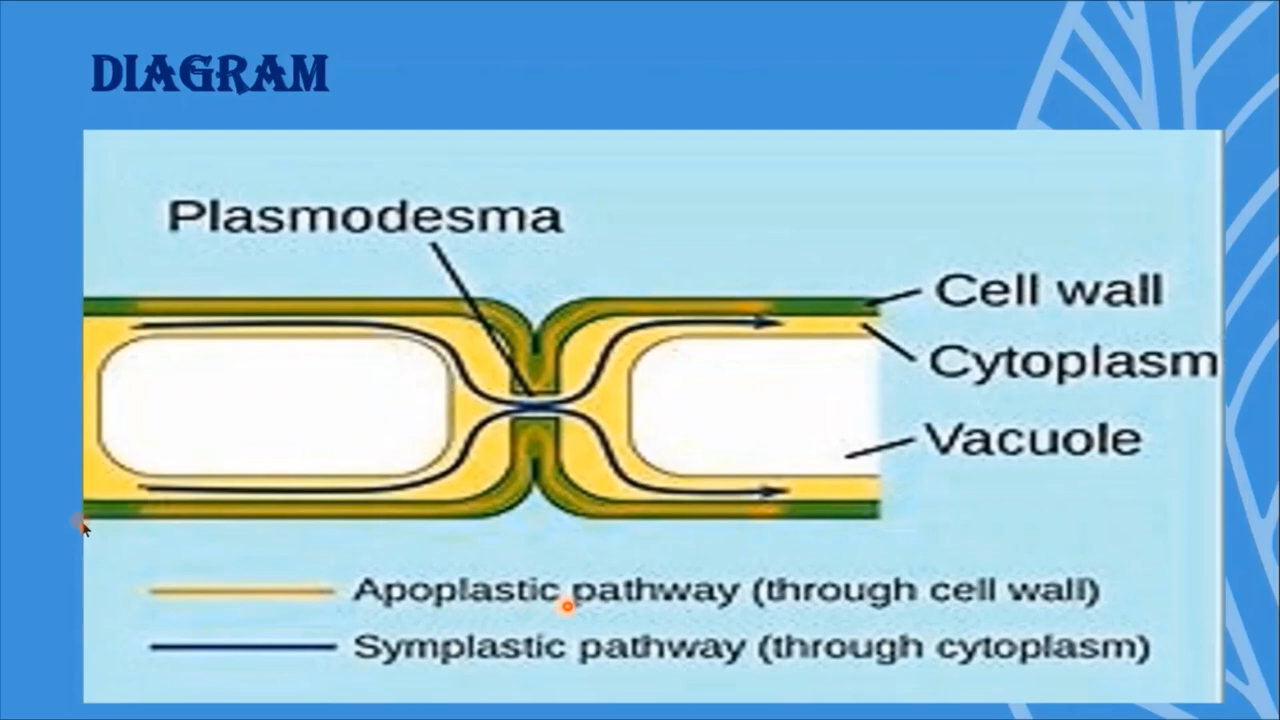 DIAGRAM
Plasmodesma
Cell wall
Cytoplasm
Vacuole
Apoplastic pathway (through cell wall)
Symplastic pathway (through cytoplasm)